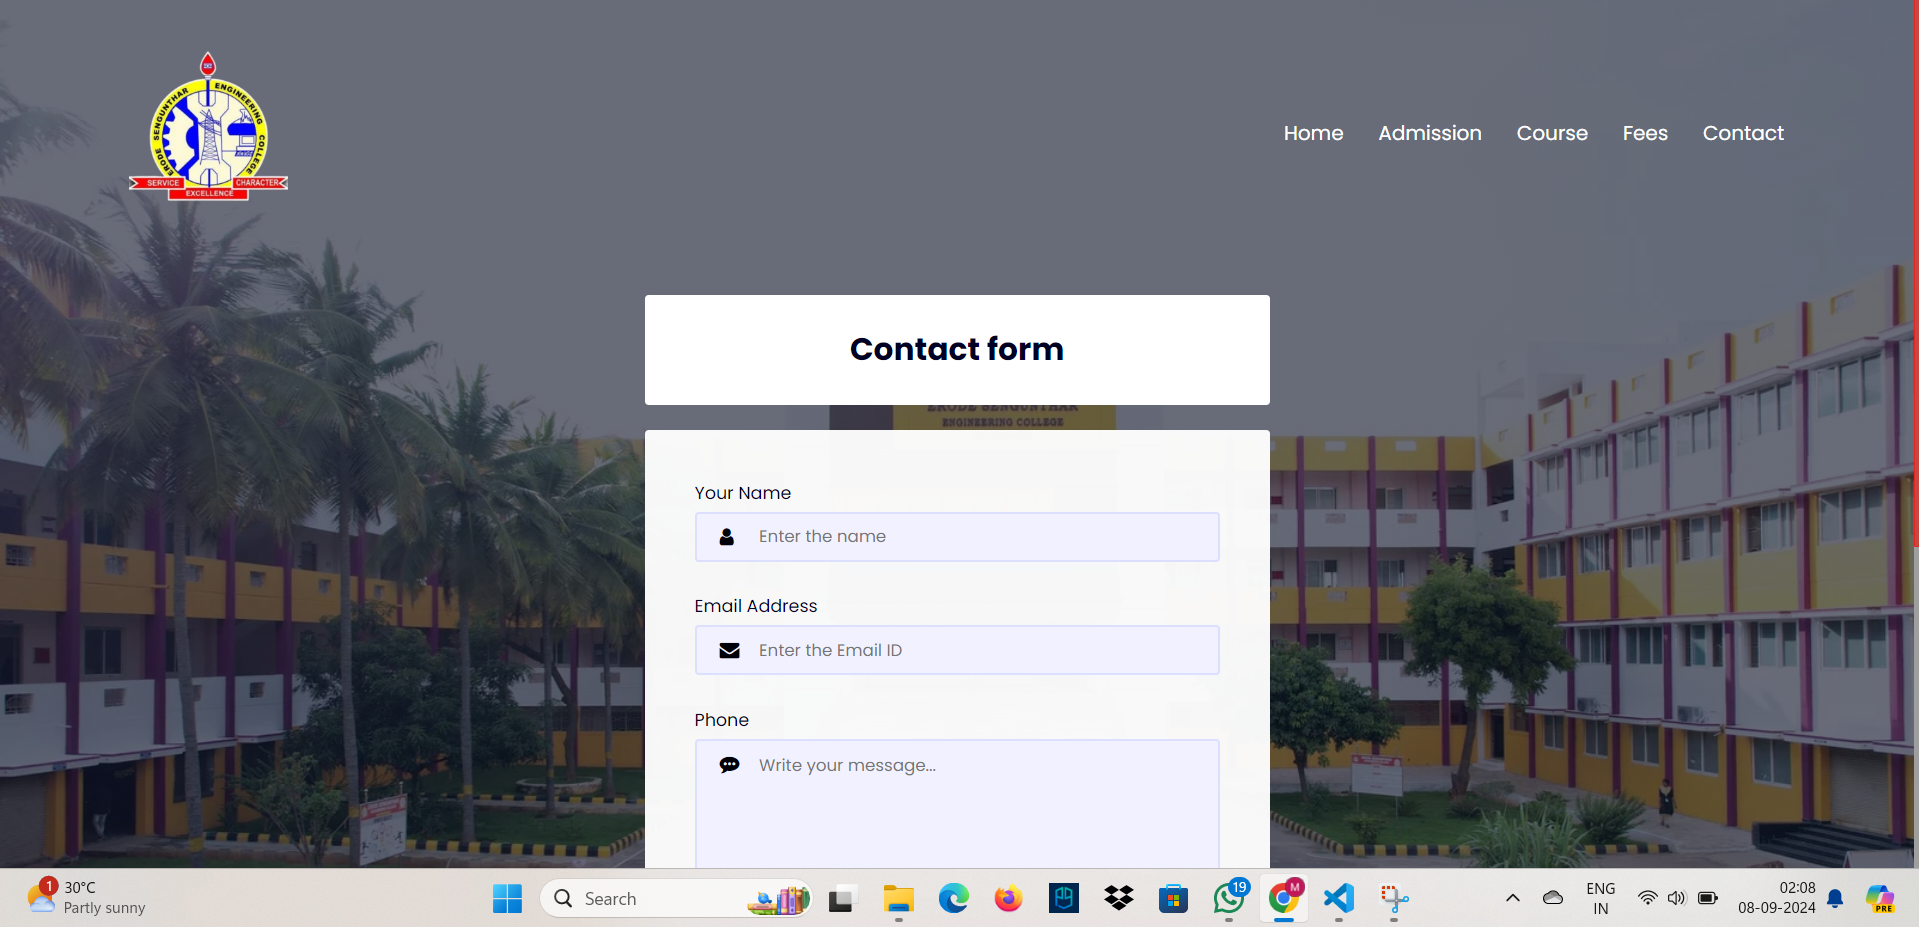 ERODE SENGUNTHAR ENGINEERING COLLEGE
SERVICE
CHARACTER
EXCELLENCE
Home
Admission
Course
Fees
Contact
Contact form
ERODE SENGUNTHAR
ENGINEERING COLLEGE
Your Name
Enter the name
Email Address
Enter the Email ID
Phone
Write your message...
1
30°C
Partly sunny
Search
19
M
ENG
IN
02:08
08-09-2024
PRE